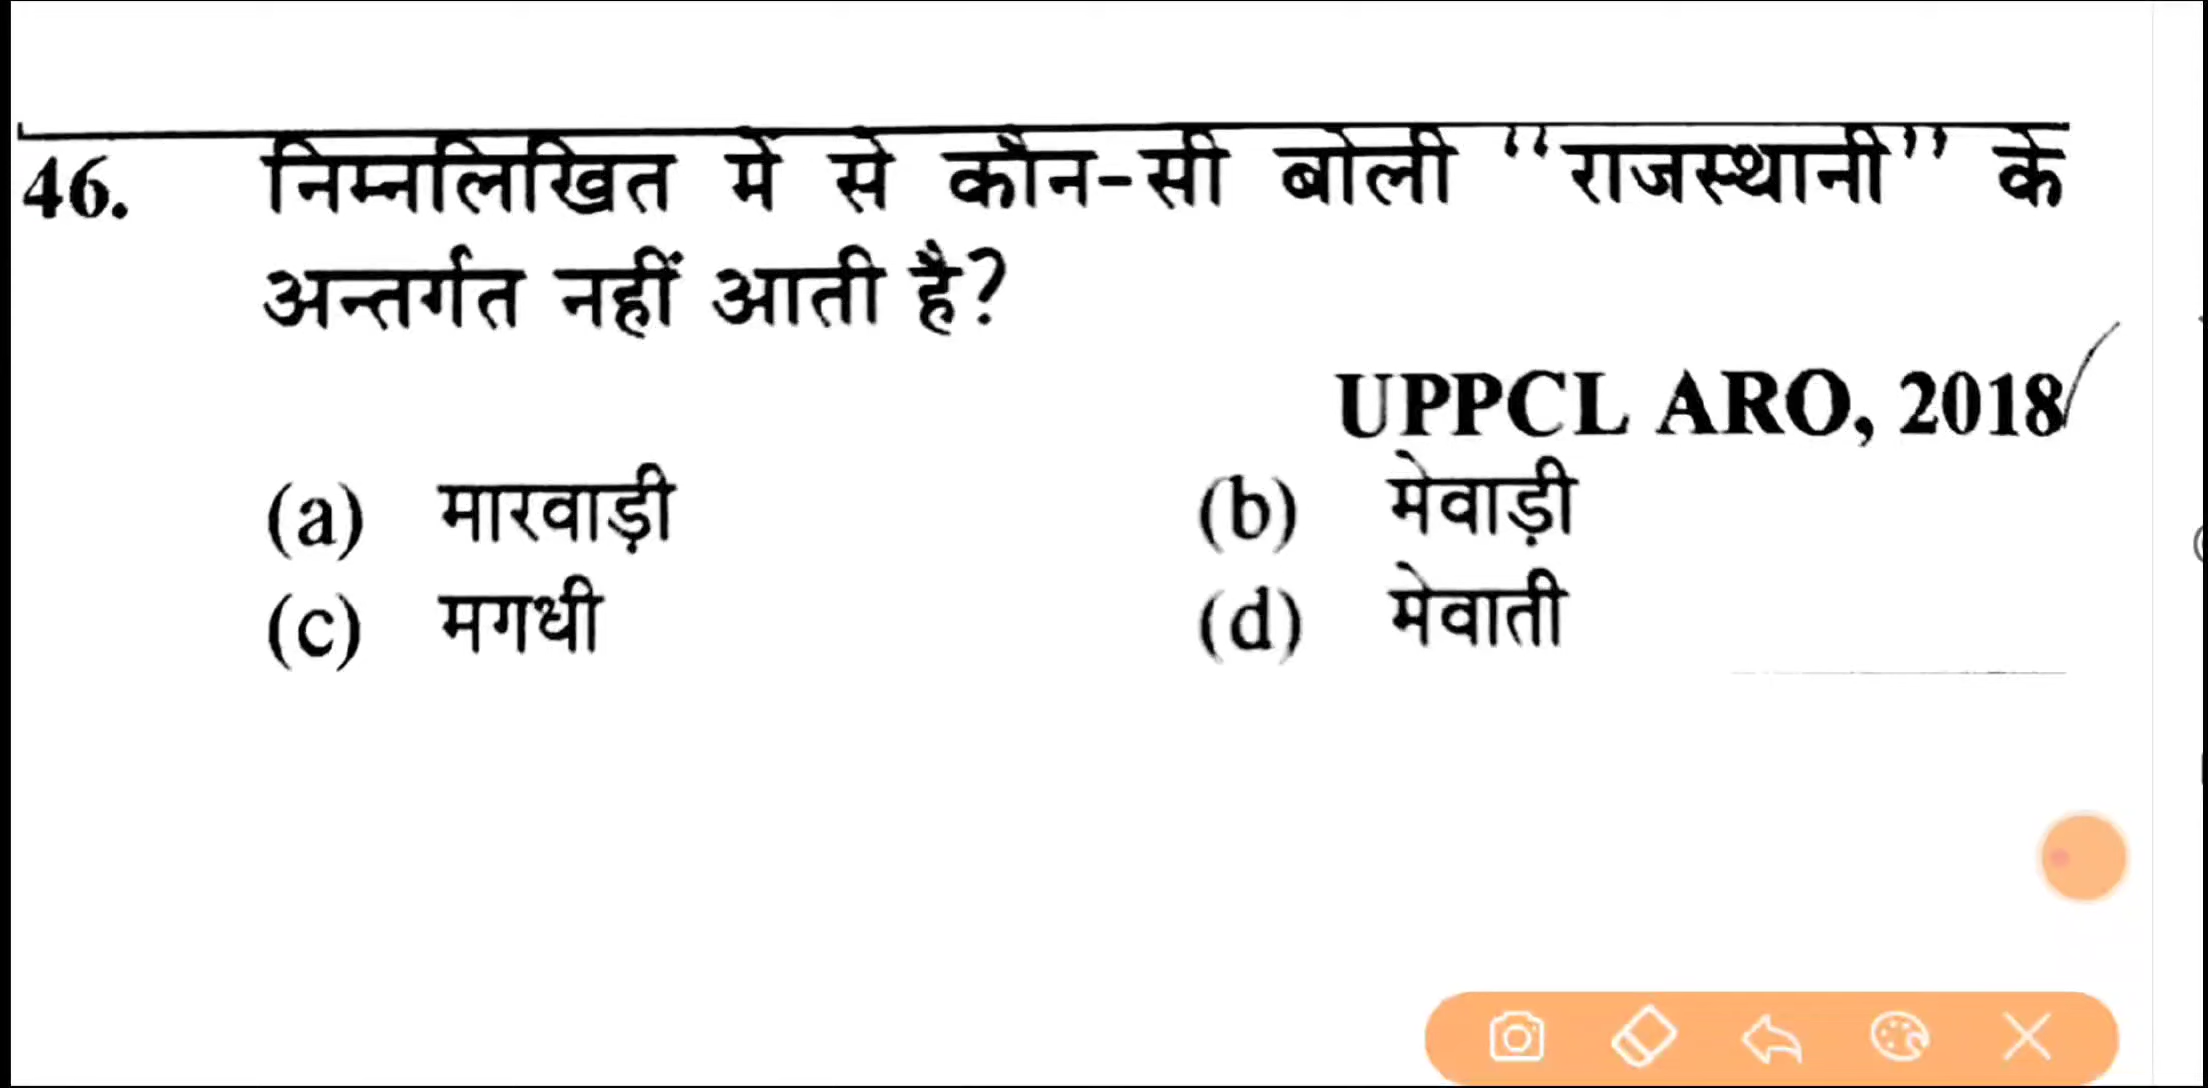 46. निम्नलिखित में से कौन-सी बोली “राजस्थानी” के
अन्तर्गत नहीं आती है?
UPPCL ARO, 2018
(a) मारवाड़ी (b) मेवाड़ी
(c) मगधी (d) मेवाती